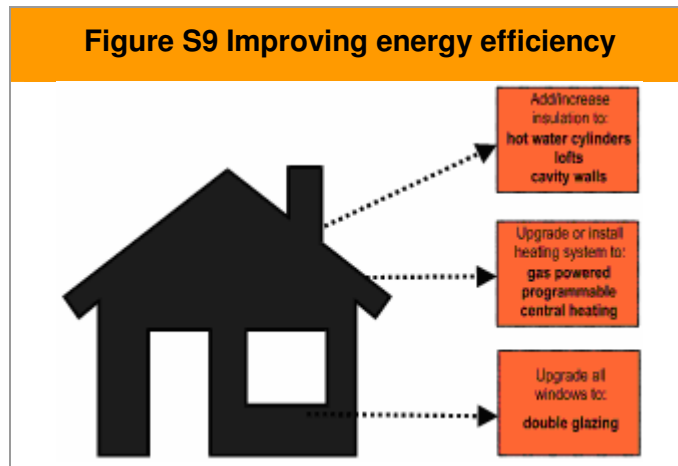 Figure S9 Improving energy efficiency
Add/increase
insulation to:
hot water cylinders
lofts
cavity walls
Upgrade or install
heating system to:
gas powered
programmable
central heating
Upgrade all
windows to:
double glazing